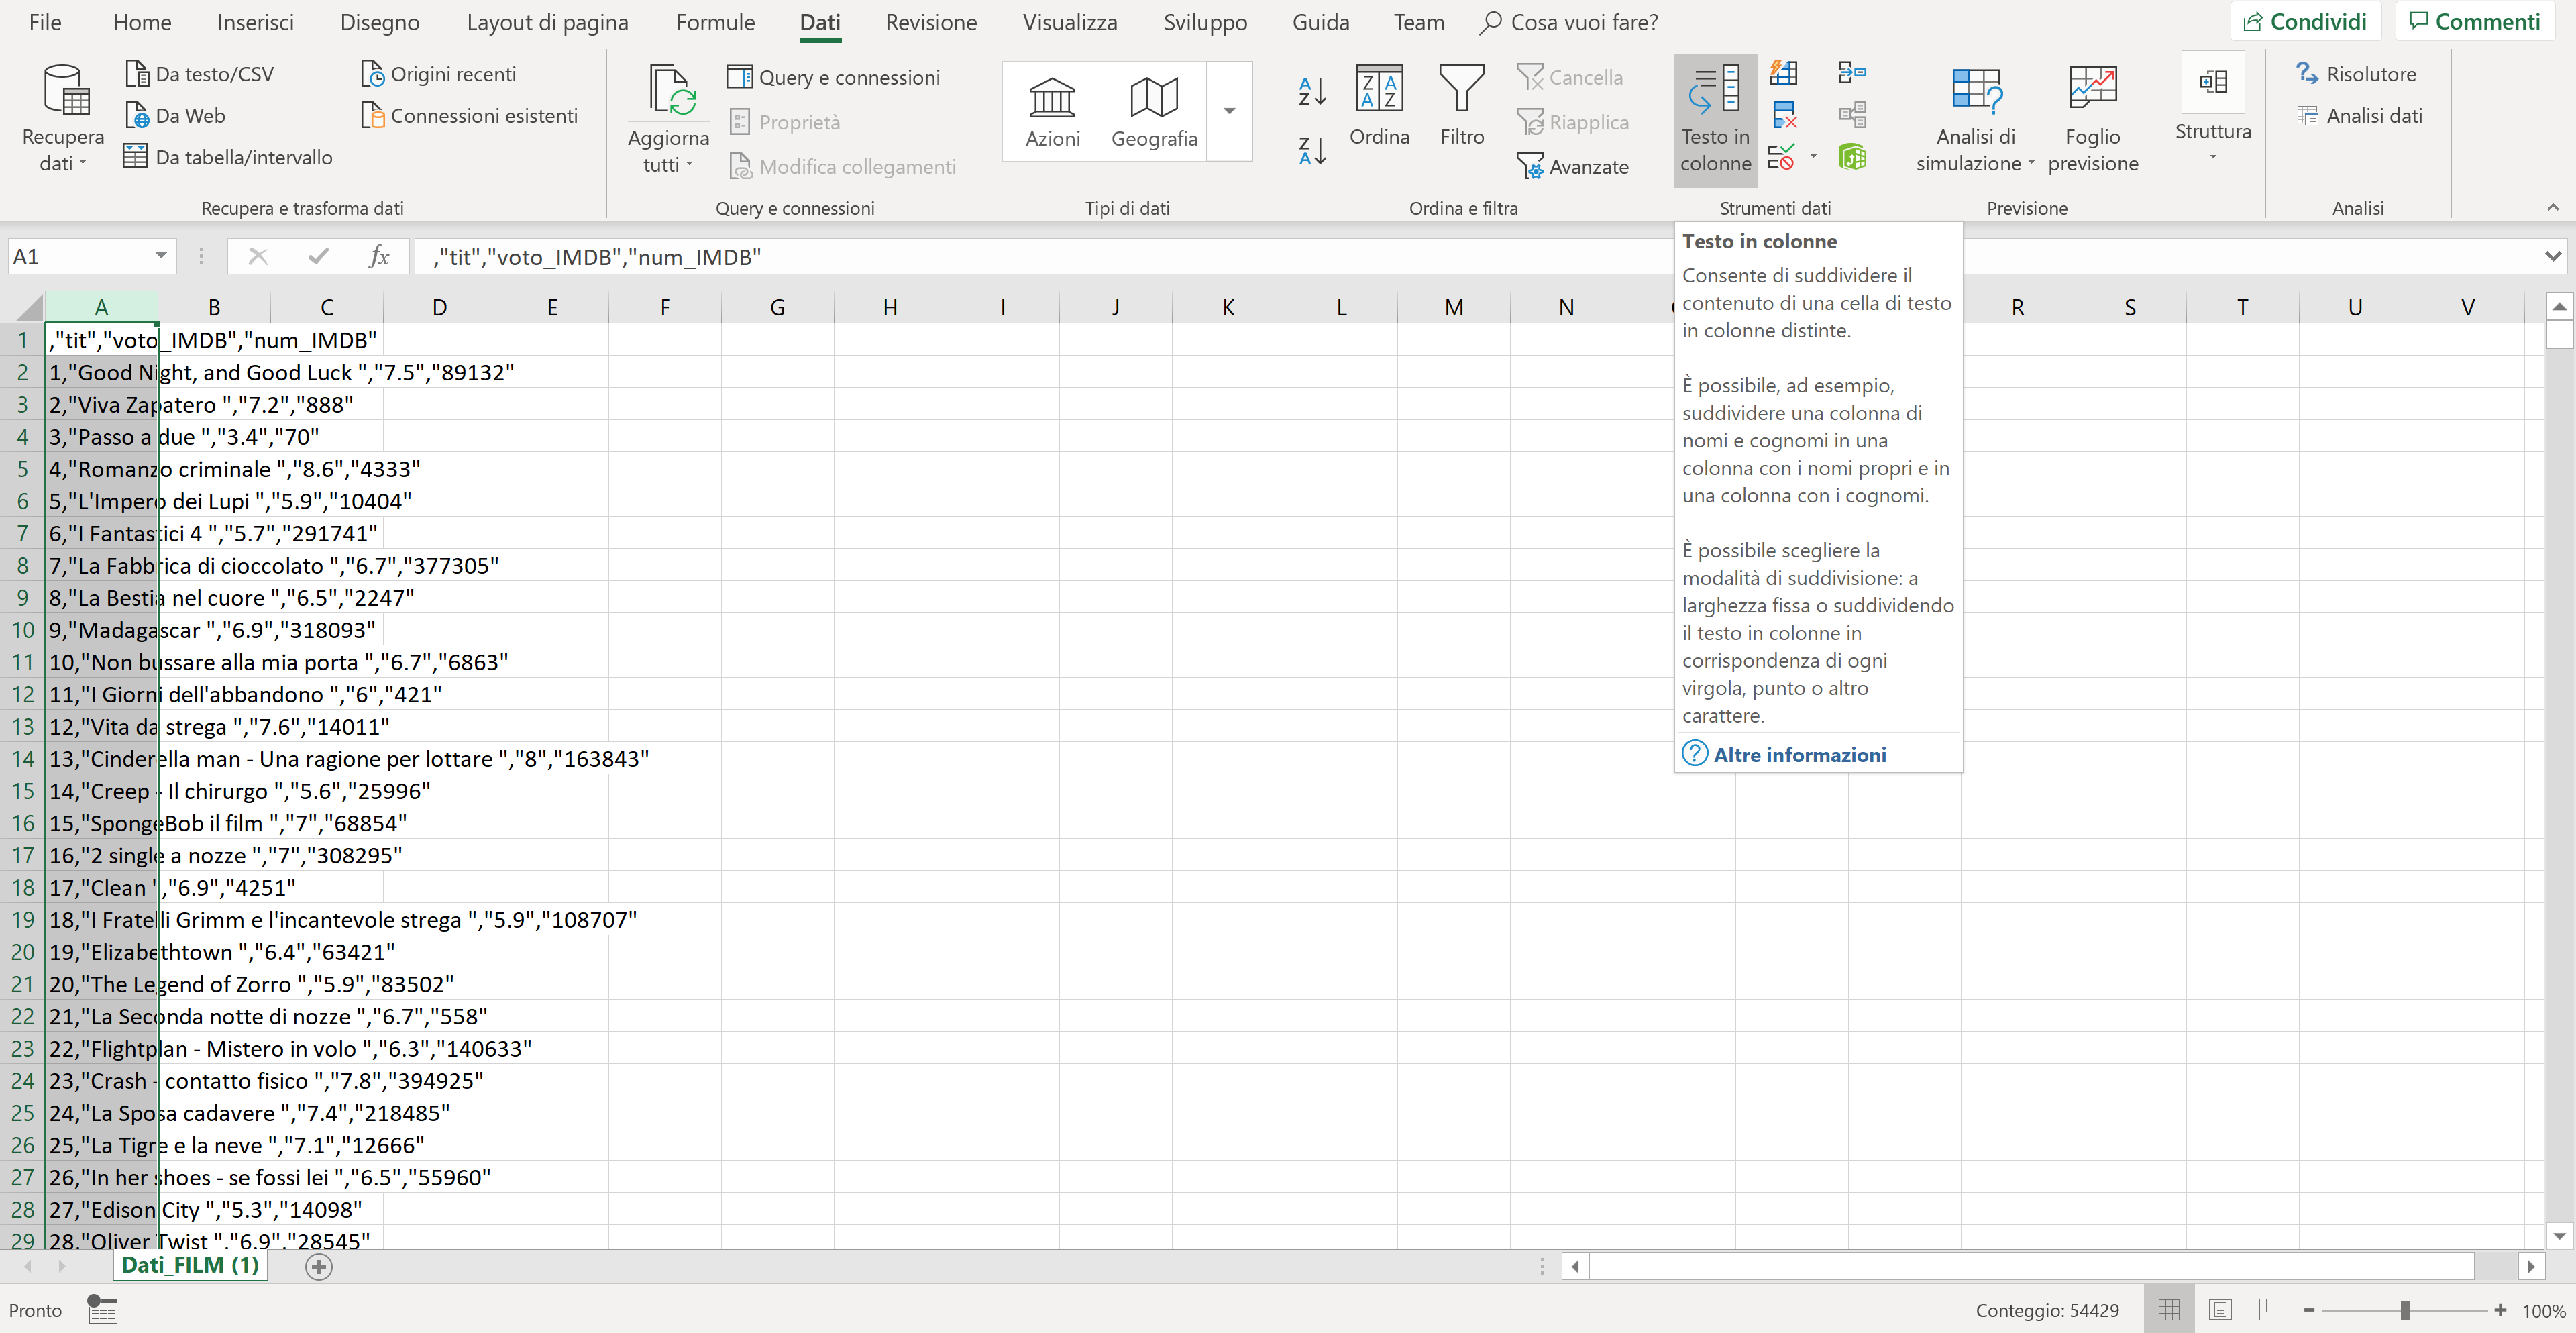 File Home Inserisci Disegno Layout di pagina Formule Dati Revisione Visualizza Sviluppo Guida Team Cosa vuoi fare? Condividi Commenti
Recupera dati
Da testo/CSV
Da Web
Da tabella/intervallo
Origini recenti
Connessioni esistenti
Recupera e trasforma dati
Aggiorna tutti
Query e connessioni
Proprietà
Modifica collegamenti
Query e connessioni
Azioni
Geografia
Tipi di dati
Ordina
Filtro
Cancella
Riapplica
Avanzate
Ordina e filtra
Testo in colonne
Strumenti dati
Analisi di simulazione
Foglio previsione
Previsione
Struttura
Risolutore
Analisi dati
Analisi
A1 fx ,"tit","voto_IMDB","num_IMDB"
A B C D E F G H I J K L M N R S T U V
1 ,"tit","voto_IMDB","num_IMDB"
2 1,"Good Night, and Good Luck ","7.5","89132"
3 2,"Viva Zapatero ","7.2","888"
4 3,"Passo a due ","3.4","70"
5 4,"Romanzo criminale ","8.6","4333"
6 5,"L'Impero dei Lupi ","5.9","10404"
7 6,"I Fantastici 4 ","5.7","291741"
8 7,"La Fabbrica di cioccolato ","6.7","377305"
9 8,"La Bestia nel cuore ","6.5","2247"
10 9,"Madagascar ","6.9","318093"
11 10,"Non bussare alla mia porta ","6.7","6863"
12 11,"I Giorni dell'abbandono ","6","421"
13 12,"Vita da strega ","7.6","14011"
14 13,"Cinderella man - Una ragione per lottare ","8","163843"
15 14,"Creep - Il chirurgo ","5.6","25996"
16 15,"SpongeBob il film ","7","68854"
17 16,"2 single a nozze ","7","308295"
18 17,"Clean ","6.9","4251"
19 18,"I Fratelli Grimm e l'incantevole strega ","5.9","108707"
20 19,"Elizabethtown ","6.4","63421"
21 20,"The Legend of Zorro ","5.9","83502"
22 21,"La Seconda notte di nozze ","6.7","558"
23 22,"Flightplan - Mistero in volo ","6.3","140633"
24 23,"Crash - contatto fisico ","7.8","394925"
25 24,"La Sposa cadavere ","7.4","218485"
26 25,"La Tigre e la neve ","7.1","12666"
27 26,"In her shoes - se fossi lei ","6.5","55960"
28 27,"Edison City ","5.3","14098"
29 28,"Oliver Twist ","6.9","28545"
Testo in colonne
Consente di suddividere il
contenuto di una cella di testo
in colonne distinte.
È possibile, ad esempio,
suddividere una colonna di
nomi e cognomi in una
colonna con i nomi propri e in
una colonna con i cognomi.
È possibile scegliere la
modalità di suddivisione: a
larghezza fissa o suddividendo
il testo in colonne in
corrispondenza di ogni
virgola, punto o altro
carattere.
Altre informazioni
Dati_FILM (1)
Pronto Conteggio: 54429 100%